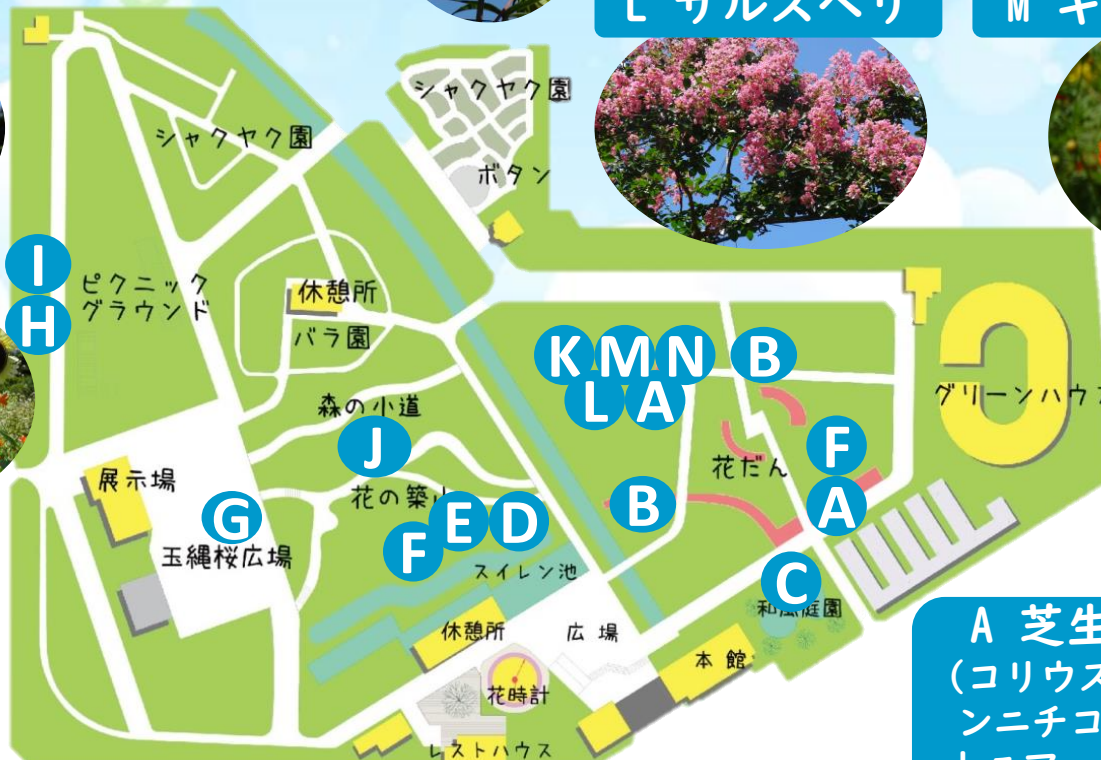 L サルスベリ
M キ
シャクヤク園
シャクヤク園
ボタン
I
H
ピクニック
グラウンド
休憩所
バラ園
K M N B
L A
グリーンハウス
森の小道
J
花だん
F
展示場
花の築山
G
B
A
F E D
玉縄桜広場
スイレン池
C
和風庭園
休憩所
広場
本館
花時計
レストハウス
A 芝生
(コリウス
ンニチコ